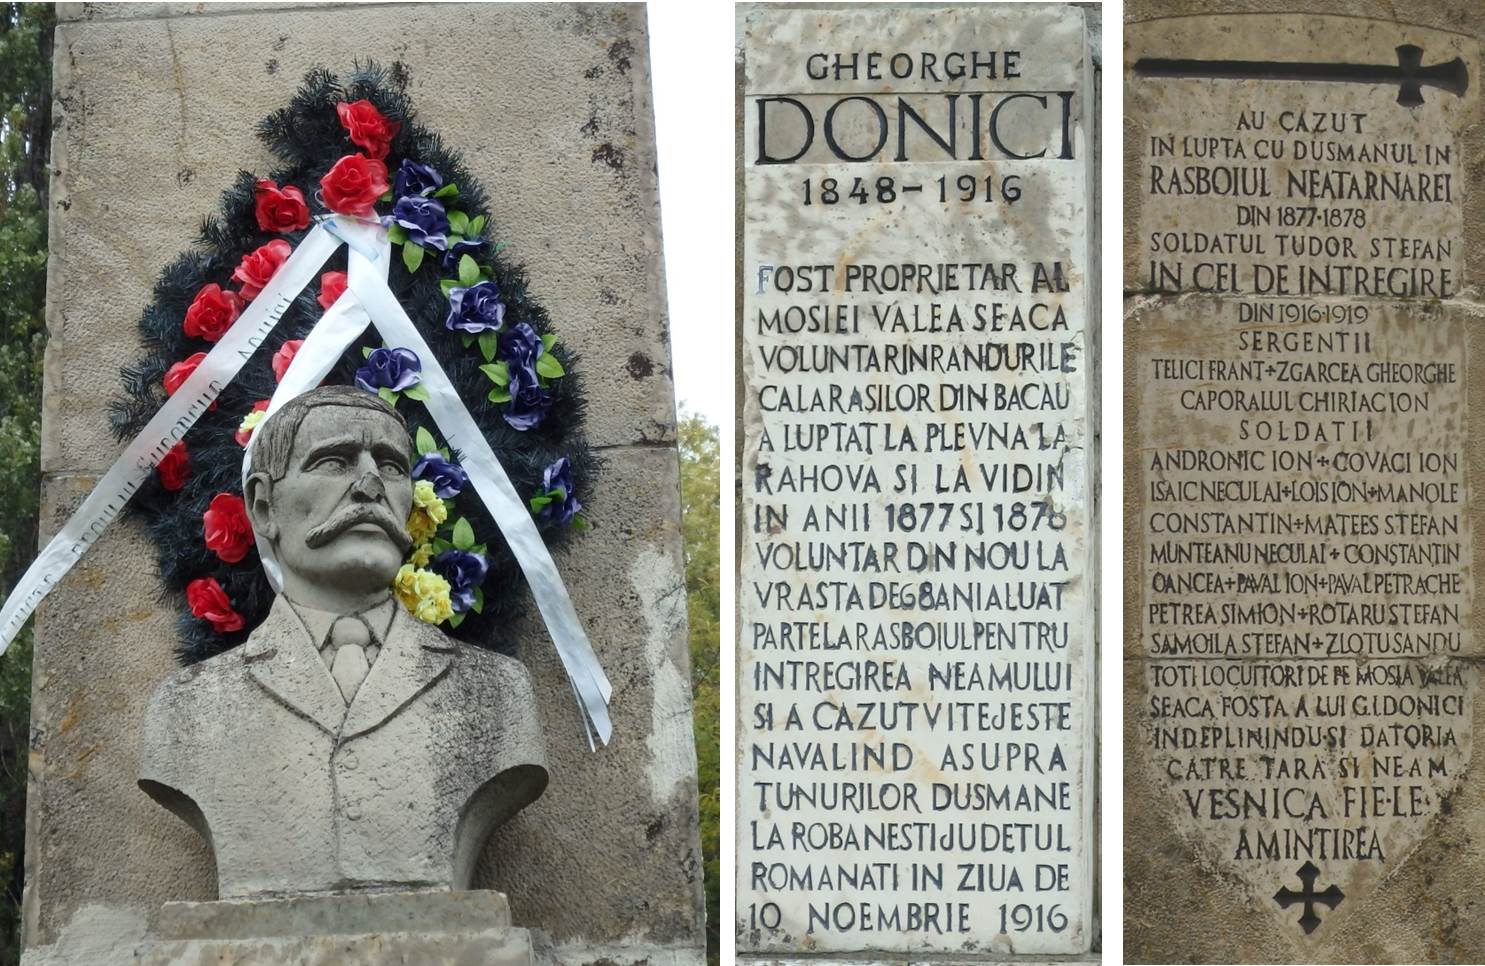 GHEORGHE
DONICI
1848-1916
FOST PROPRIETAR AL
MOSIEI VALEA SEACA
VOLUNTAR IN RANDURILE
CALARASILOR DIN BACAU
A LUPTAT LA PLEVNA LA
RAHOVA SI LA VIDIN
IN ANII 1877 SI 1878
VOLUNTAR DIN NOU LA
VRASTA DE 68 ANI A LUAT
PARTE LA RASBOIUL PENTRU
INTREGIREA NEAMULUI
SI A CAZUT VITEJESTE
NAVALIND ASUPRA
TUNURILOR DUSMANE
LA ROBANESTI JUDETUL
ROMANATI IN ZIUA DE
10 NOEMBRIE 1916
AU CAZUT
IN LUPTA CU DUSMANUL IN
RASBOIUL NEATARNAREI
DIN 1877-1878
SOLDATUL TUDOR STEFAN
IN CEL DE INTREGIRE
DIN 1916-1919
SERGENTII
TELICI FRANT+ZGARCEA GHEORGHE
CAPORALUL CHIRIAC ION
SOLDATII
ANDRONIC ION+COVACI ION
ISAIC NECULAI+LOIS ION+MANOLE
CONSTANTIN+MATEES STEFAN
MUNTEANU NECULAI+CONSTANTIN
OANCEA+PAVAL ION+PAVAL PETRACHE
PETREA SIMION+ROTARU STEFAN
SAMOILA STEFAN+ZLOTU SANDU
TOTI LOCUITORI DE PE MOSIA VALEA
SEACA FOSTA A LUI G.I.DONICI
INDEPLININDU-SI DATORIA
CATRE TARA SI NEAM
VESNICA FIE-LE
AMINTIREA